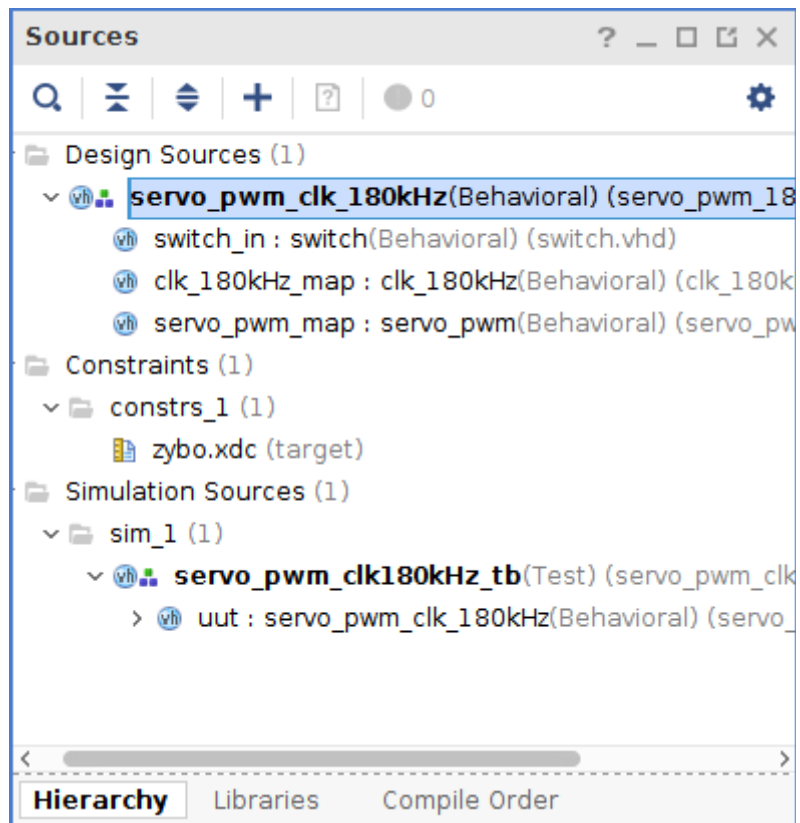 Sources
0
Design Sources (1)
servo_pwm_clk_180kHz(Behavioral) (servo_pwm_18
switch_in : switch(Behavioral) (switch.vhd)
clk_180kHz_map : clk_180kHz(Behavioral) (clk_180k
servo_pwm_map : servo_pwm(Behavioral) (servo_pw
Constraints (1)
constrs_1 (1)
zybo.xdc (target)
Simulation Sources (1)
sim_1 (1)
servo_pwm_clk180kHz_tb(Test) (servo_pwm_clk
uut : servo_pwm_clk_180kHz(Behavioral) (servo_
Hierarchy Libraries Compile Order